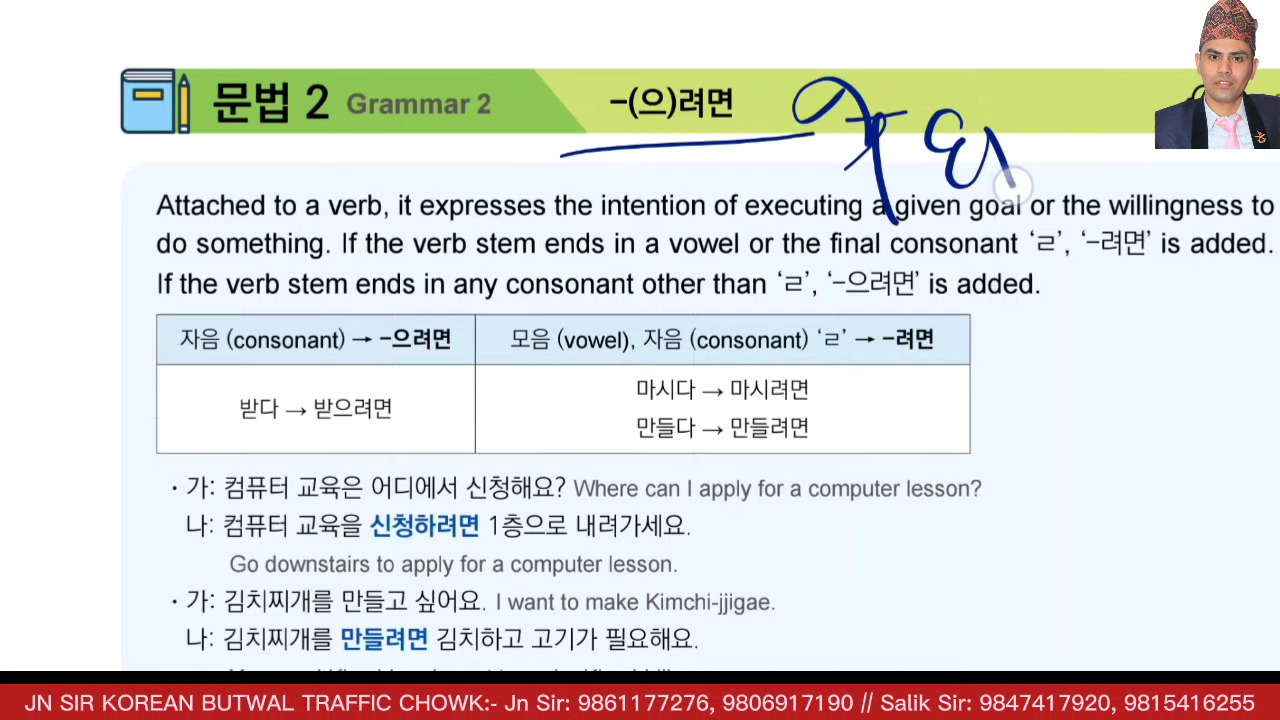 문법 2 Grammar 2 -(으)려면
Attached to a verb, it expresses the intention of executing a given goal or the willingness to
do something. If the verb stem ends in a vowel or the final consonant ‘ㄹ’, ‘-려면’ is added.
If the verb stem ends in any consonant other than ‘ㄹ’, ‘-으려면’ is added.
자음 (consonant) → -으려면 모음 (vowel), 자음 (consonant) ‘ㄹ’ → -려면
받다 → 받으려면
마시다 → 마시려면
만들다 → 만들려면
· 가: 컴퓨터 교육은 어디에서 신청해요? Where can I apply for a computer lesson?
나: 컴퓨터 교육을 신청하려면 1층으로 내려가세요.
Go downstairs to apply for a computer lesson.
· 가: 김치찌개를 만들고 싶어요. I want to make Kimchi-jjigae.
나: 김치찌개를 만들려면 김치하고 고기가 필요해요.
JN SIR KOREAN BUTWAL TRAFFIC CHOWK:- Jn Sir: 9861177276, 9806917190 // Salik Sir: 9847417920, 9815416255